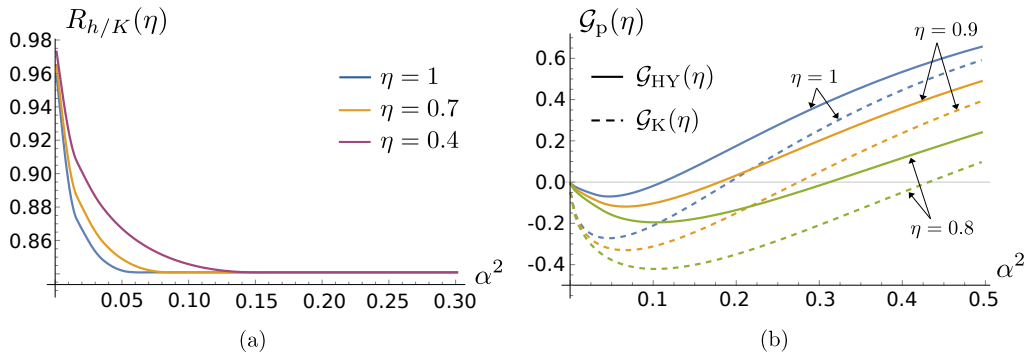 R_{h/K}(η)
0.98
0.96
0.94
0.92
0.90
0.88
0.86
η = 1
η = 0.7
η = 0.4
0.05 0.10 0.15 0.20 0.25 0.30
α²
(a)
𝒢_p(η)
0.6
0.4
0.2
0.0
-0.2
-0.4
𝒢_HY(η)
𝒢_K(η)
η = 1
η = 0.9
η = 0.8
0.1 0.2 0.3 0.4 0.5
α²
(b)